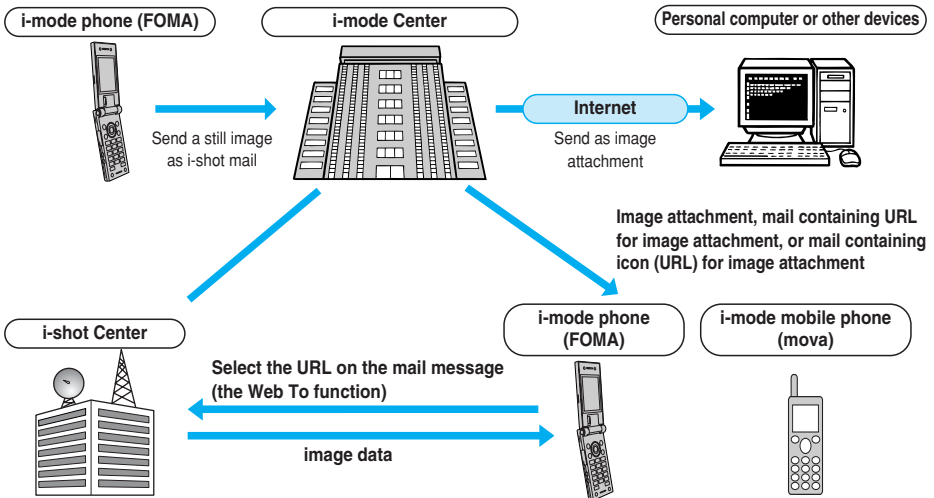 i-mode phone (FOMA)
i-mode Center
Personal computer or other devices
Send a still image
as i-shot mail
Internet
Send as image
attachment
Image attachment, mail containing URL
for image attachment, or mail containing
icon (URL) for image attachment
i-shot Center
i-mode phone
(FOMA)
i-mode mobile phone
(mova)
Select the URL on the mail message
(the Web To function)
image data